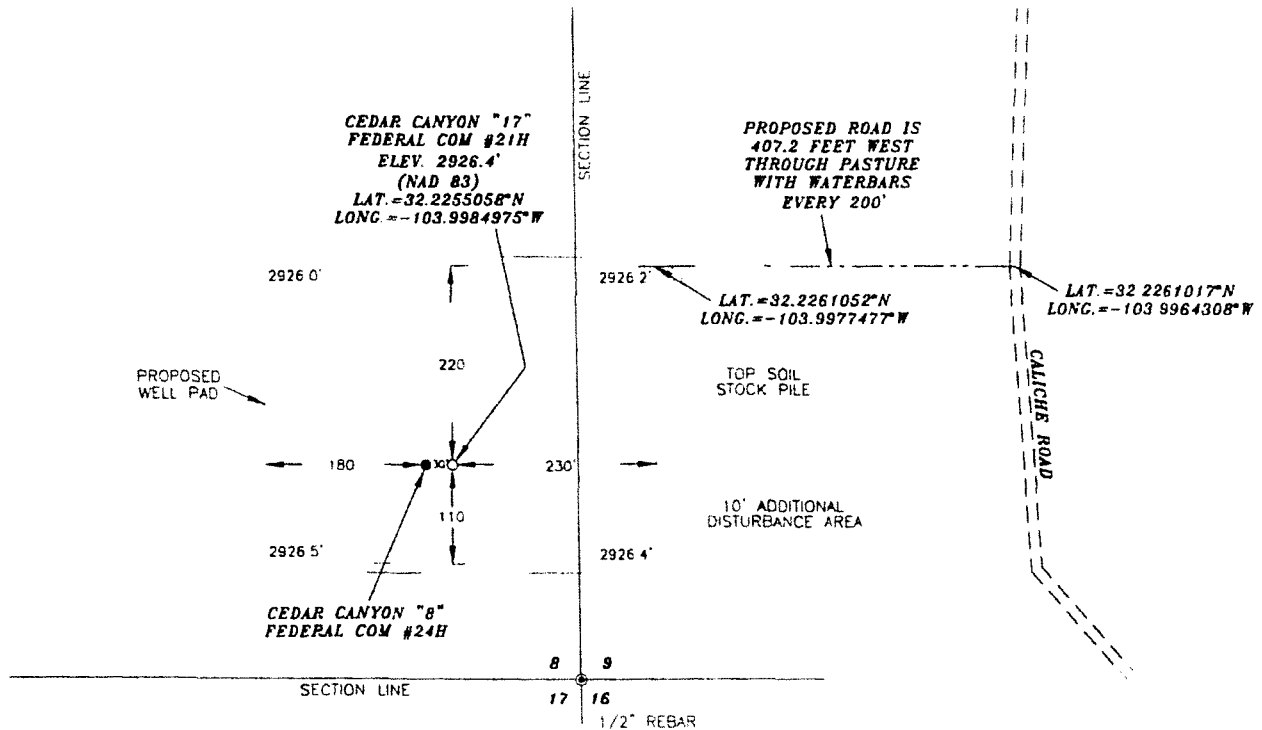 SECTION LINE
CEDAR CANYON "17"
FEDERAL COM #21H
ELEV. 2926.4'
(NAD 83)
LAT.=32.2255058°N
LONG.=-103.9984975°W
PROPOSED ROAD IS
407.2 FEET WEST
THROUGH PASTURE
WITH WATERBARS
EVERY 200'
2926 0'
2926 2'
LAT.=32.2261052°N
LONG.=-103.9977477°W
LAT.=32 2261017°N
LONG.=-103 9964308°W
220
PROPOSED
WELL PAD
TOP SOIL
STOCK PILE
CALICHE ROAD
180
30'
230'
110
10' ADDITIONAL
DISTURBANCE AREA
2926 5'
2926 4'
CEDAR CANYON "8"
FEDERAL COM #24H
8 9
SECTION LINE
17 16
1/2" REBAR